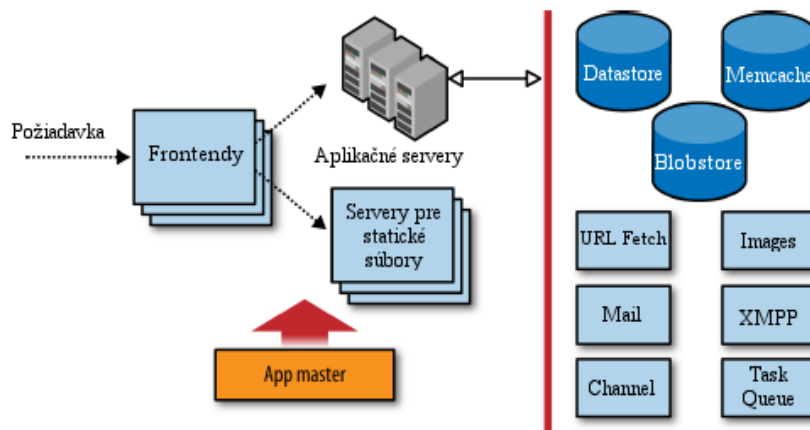 Požiadavka
Frontendy
Aplikačné servery
Servery pre
statické
súbory
App master
Datastore
Memcache
Blobstore
URL Fetch
Images
Mail
XMPP
Channel
Task
Queue